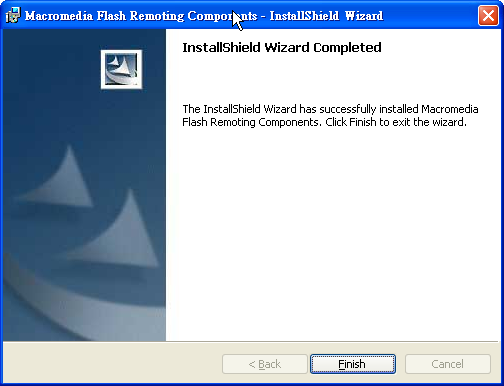 Macromedia Flash Remoting Components - InstallShield Wizard
InstallShield Wizard Completed
The InstallShield Wizard has successfully installed Macromedia
Flash Remoting Components. Click Finish to exit the wizard.
< Back
Finish
Cancel